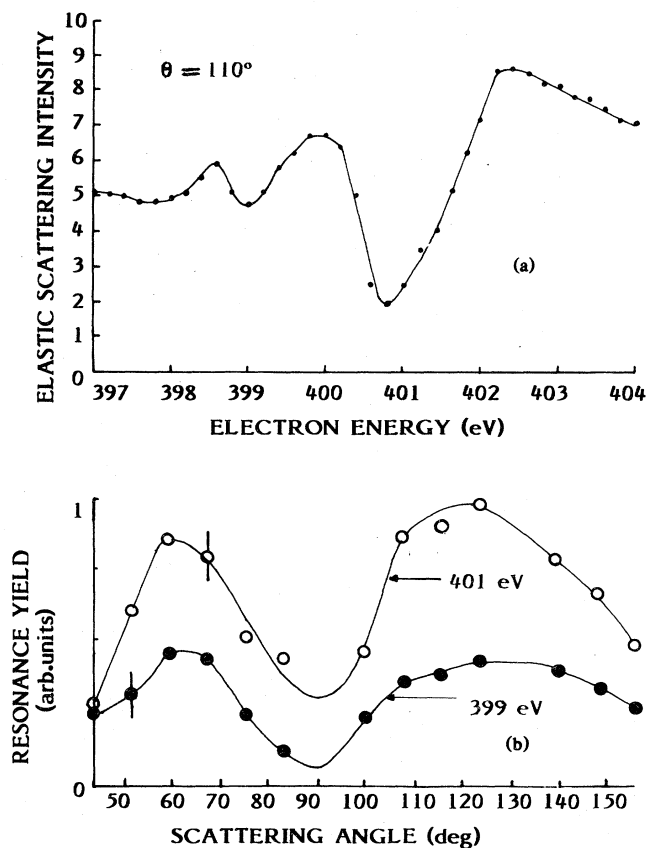 ELASTIC SCATTERING INTENSITY
10
9
8
7
6
5
4
3
2
1
0
θ = 110°
(a)
397 398 399 400 401 402 403 404
ELECTRON ENERGY (eV)
RESONANCE YIELD
(arb.units)
1
0
401 eV
399 eV
(b)
50 60 70 80 90 100 110 120 130 140 150
SCATTERING ANGLE (deg)